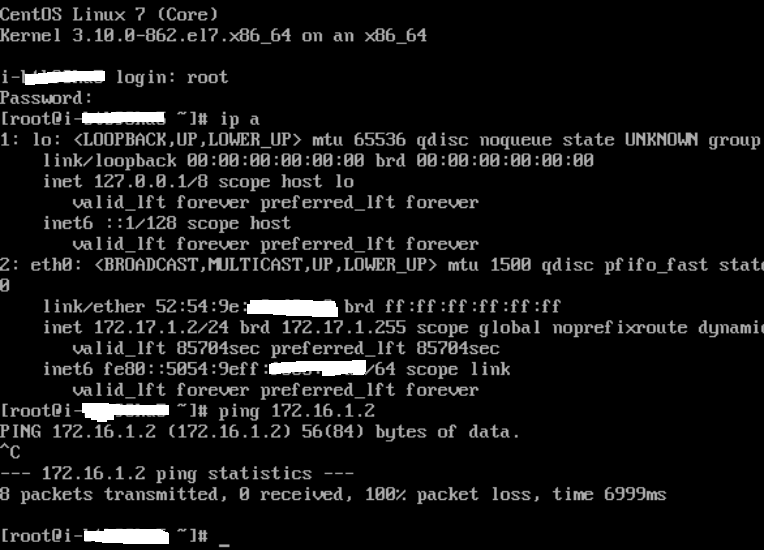 CentOS Linux 7 (Core)
Kernel 3.10.0-862.el7.x86_64 on an x86_64
i- login: root
Password:
[root@i- ~]# ip a
1: lo: <LOOPBACK,UP,LOWER_UP> mtu 65536 qdisc noqueue state UNKNOWN group
link/loopback 00:00:00:00:00:00 brd 00:00:00:00:00:00
inet 127.0.0.1/8 scope host lo
valid_lft forever preferred_lft forever
inet6 ::1/128 scope host
valid_lft forever preferred_lft forever
2: eth0: <BROADCAST,MULTICAST,UP,LOWER_UP> mtu 1500 qdisc pfifo_fast state
0
link/ether 52:54:9e: brd ff:ff:ff:ff:ff:ff
inet 172.17.1.2/24 brd 172.17.1.255 scope global noprefixroute dynamic
valid_lft 85704sec preferred_lft 85704sec
inet6 fe80::5054:9eff: /64 scope link
valid_lft forever preferred_lft forever
[root@i- ~]# ping 172.16.1.2
PING 172.16.1.2 (172.16.1.2) 56(84) bytes of data.
^C
--- 172.16.1.2 ping statistics ---
8 packets transmitted, 0 received, 100% packet loss, time 6999ms
[root@i- ~]# _